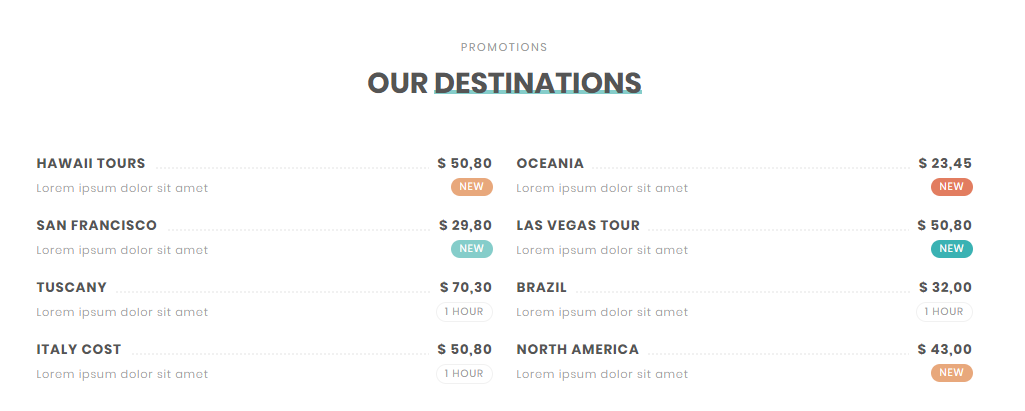 PROMOTIONS
OUR DESTINATIONS
HAWAII TOURS $ 50,80
Lorem ipsum dolor sit amet NEW
SAN FRANCISCO $ 29,80
Lorem ipsum dolor sit amet NEW
TUSCANY $ 70,30
Lorem ipsum dolor sit amet 1 HOUR
ITALY COST $ 50,80
Lorem ipsum dolor sit amet 1 HOUR
OCEANIA $ 23,45
Lorem ipsum dolor sit amet NEW
LAS VEGAS TOUR $ 50,80
Lorem ipsum dolor sit amet NEW
BRAZIL $ 32,00
Lorem ipsum dolor sit amet 1 HOUR
NORTH AMERICA $ 43,00
Lorem ipsum dolor sit amet NEW